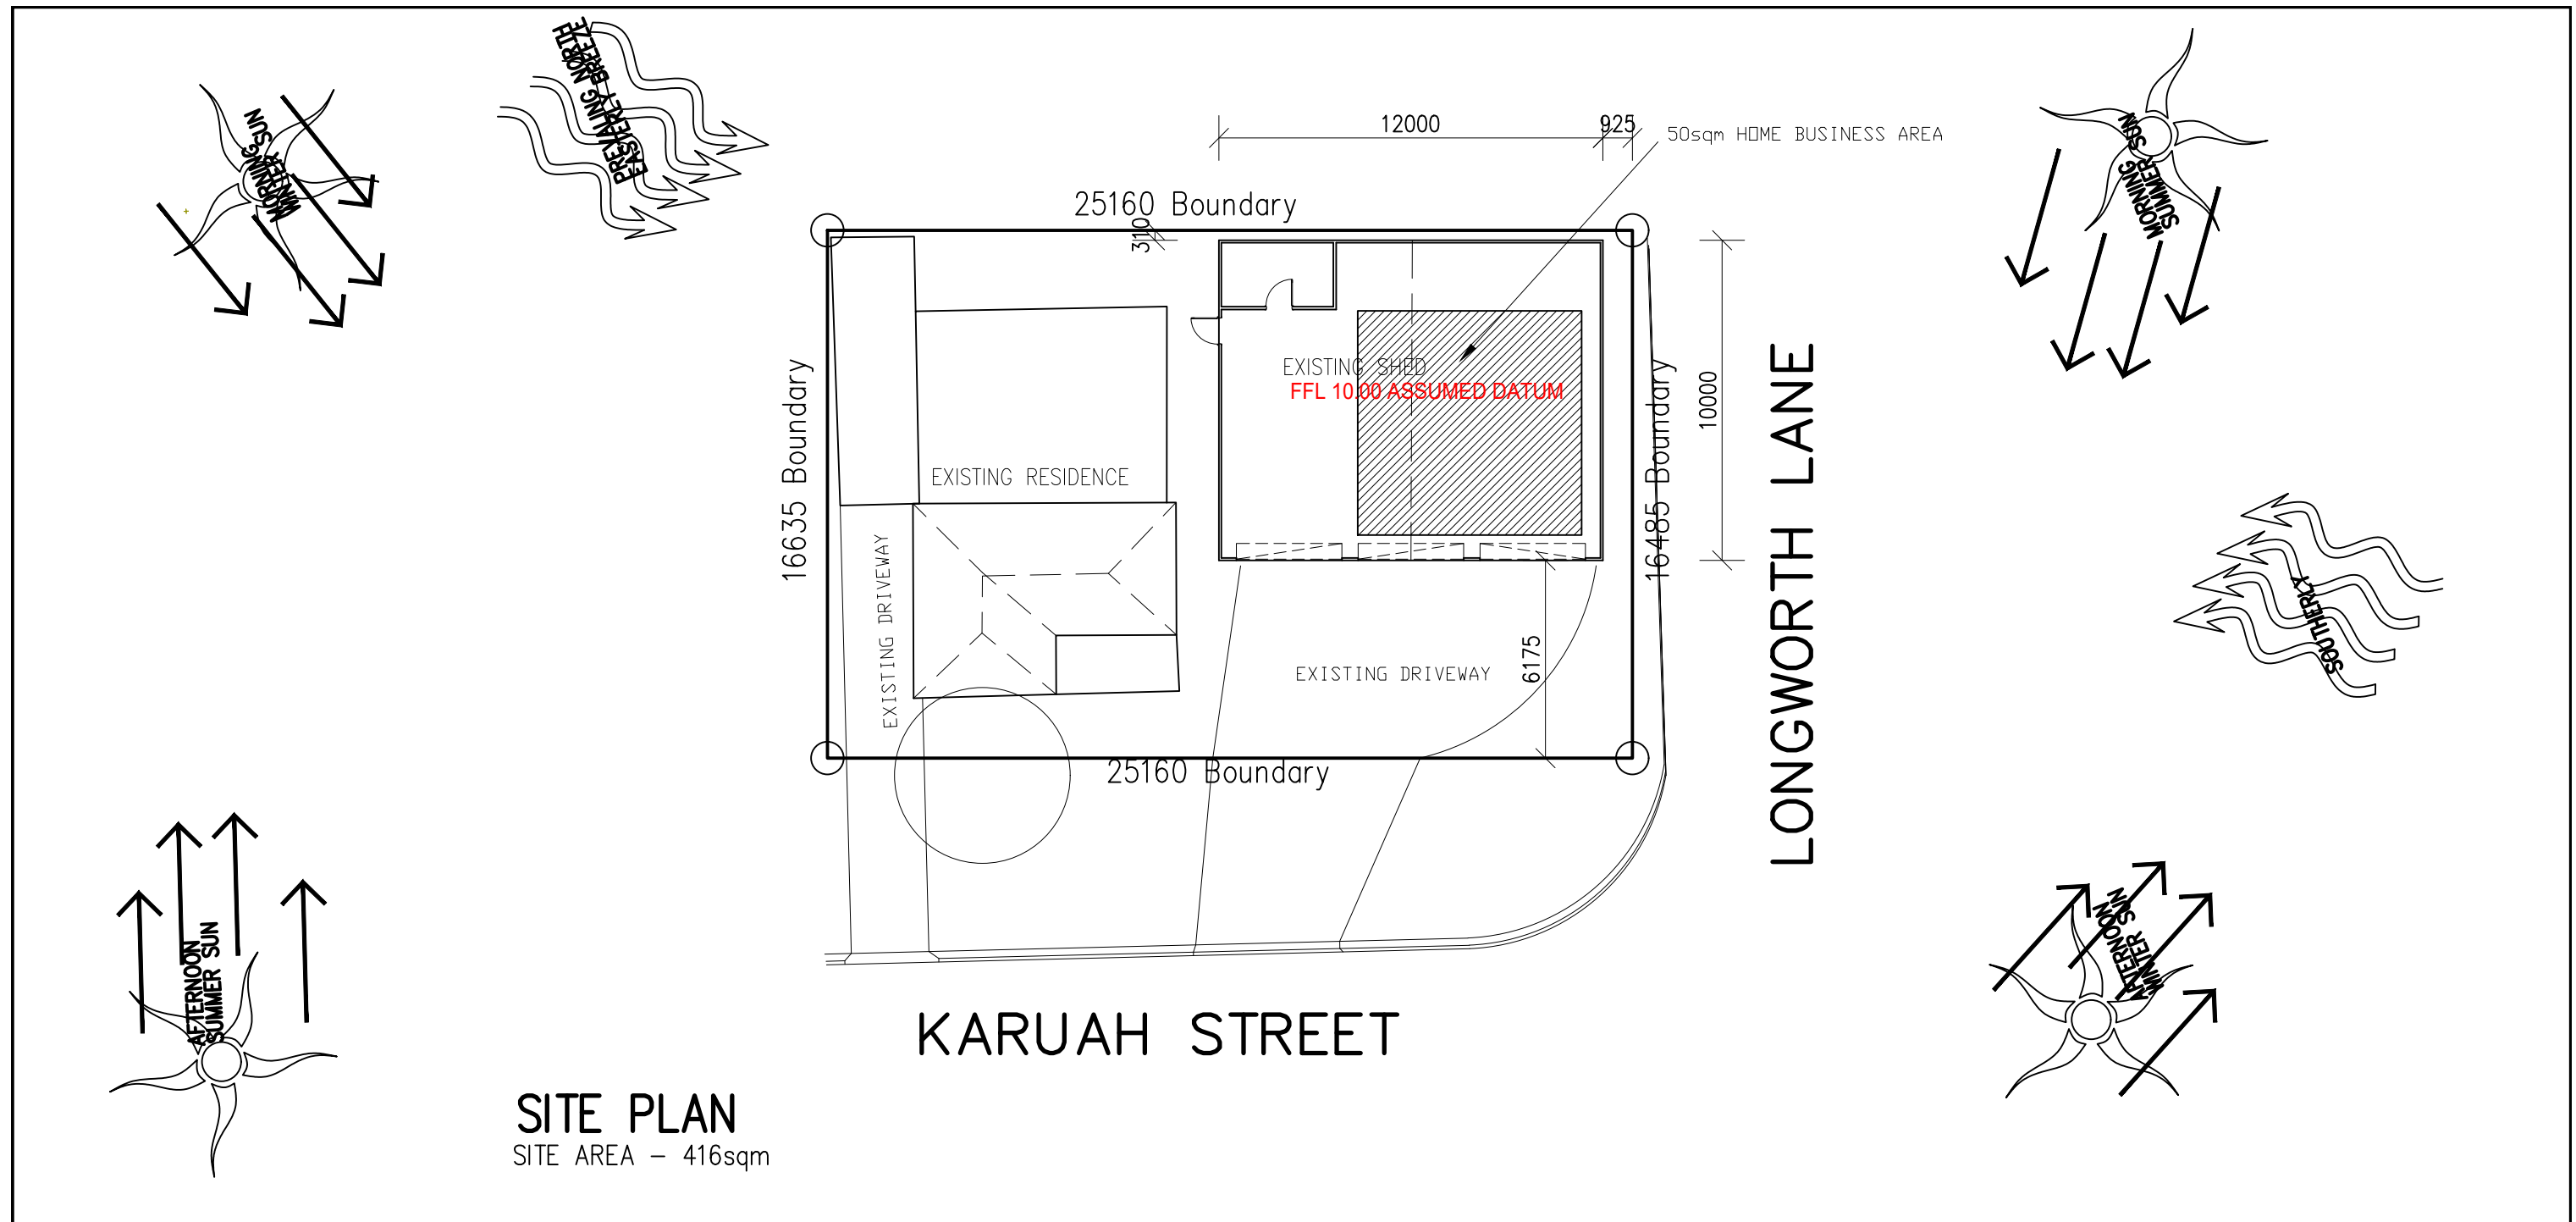 MORNING SUN
WINTER
PREVAILING NORTH
EASTERLY BREEZE
12000
925
50sqm HOME BUSINESS AREA
MORNING SUN
SUMMER SUN
25160 Boundary
310
EXISTING SHED
FFL 10.00 ASSUMED DATUM
16635 Boundary
16485 Boundary
10000
LONGWORTH LANE
EXISTING RESIDENCE
EXISTING DRIVEWAY
EXISTING DRIVEWAY
6175
SOUTHERLY
25160 Boundary
AFTERNOON
SUMMER SUN
AFTERNOON
WINTER SUN
KARUAH STREET
SITE PLAN
SITE AREA - 416sqm